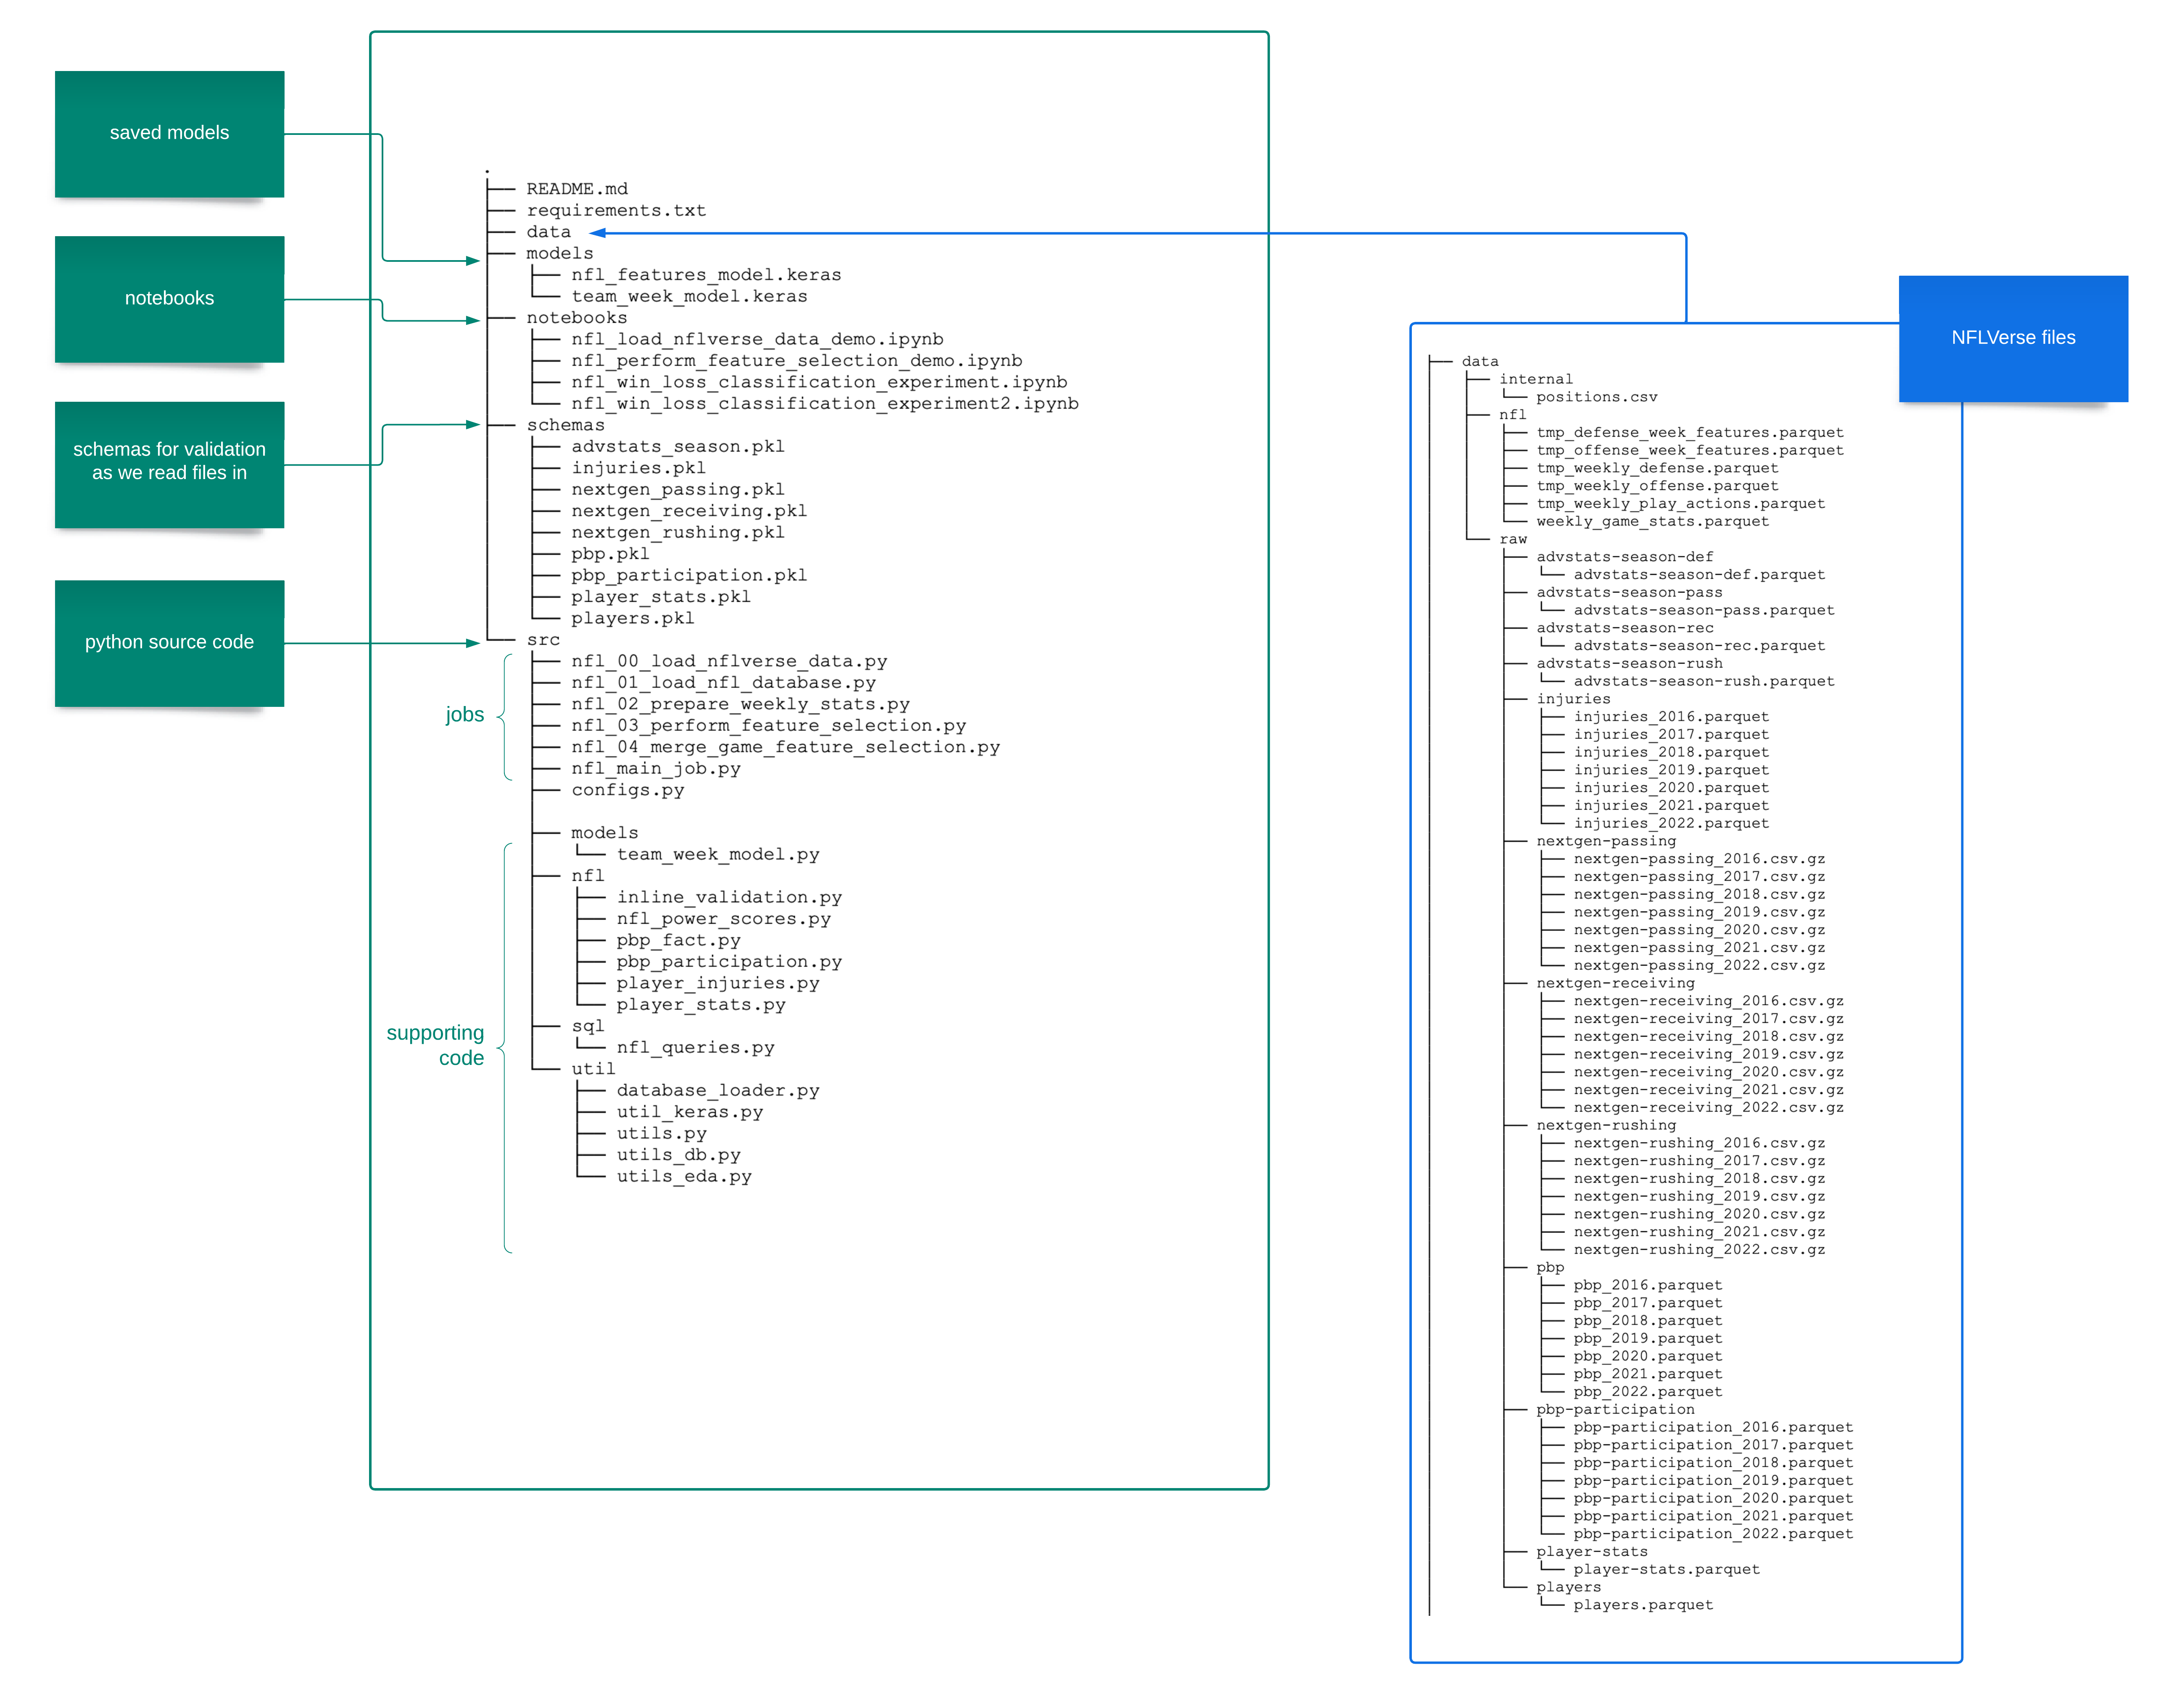 saved models
notebooks
schemas for validation
as we read files in
python source code
.
├── README.md
├── requirements.txt
├── data
├── models
│   ├── nfl_features_model.keras
│   └── team_week_model.keras
├── notebooks
│   ├── nfl_load_nflverse_data_demo.ipynb
│   ├── nfl_perform_feature_selection_demo.ipynb
│   ├── nfl_win_loss_classification_experiment.ipynb
│   └── nfl_win_loss_classification_experiment2.ipynb
├── schemas
│   ├── advstats_season.pkl
│   ├── injuries.pkl
│   ├── nextgen_passing.pkl
│   ├── nextgen_receiving.pkl
│   ├── nextgen_rushing.pkl
│   ├── pbp.pkl
│   ├── pbp_participation.pkl
│   ├── player_stats.pkl
│   └── players.pkl
└── src
    ├── nfl_00_load_nflverse_data.py
    ├── nfl_01_load_nfl_database.py
    ├── nfl_02_prepare_weekly_stats.py
    ├── nfl_03_perform_feature_selection.py
    ├── nfl_04_merge_game_feature_selection.py
    ├── nfl_main_job.py
    ├── configs.py
    ├── models
    │   └── team_week_model.py
    ├── nfl
    │   ├── inline_validation.py
    │   ├── nfl_power_scores.py
    │   ├── pbp_fact.py
    │   ├── pbp_participation.py
    │   ├── player_injuries.py
    │   └── player_stats.py
    ├── sql
    │   └── nfl_queries.py
    └── util
        ├── database_loader.py
        ├── util_keras.py
        ├── utils.py
        ├── utils_db.py
        └── utils_eda.py
jobs
supporting
code
NFLVerse files
├── data
│   ├── internal
│   │   └── positions.csv
│   ├── nfl
│   │   ├── tmp_defense_week_features.parquet
│   │   ├── tmp_offense_week_features.parquet
│   │   ├── tmp_weekly_defense.parquet
│   │   ├── tmp_weekly_offense.parquet
│   │   ├── tmp_weekly_play_actions.parquet
│   │   └── weekly_game_stats.parquet
│   └── raw
│       ├── advstats-season-def
│       │   └── advstats-season-def.parquet
│       ├── advstats-season-pass
│       │   └── advstats-season-pass.parquet
│       ├── advstats-season-rec
│       │   └── advstats-season-rec.parquet
│       ├── advstats-season-rush
│       │   └── advstats-season-rush.parquet
│       ├── injuries
│       │   ├── injuries_2016.parquet
│       │   ├── injuries_2017.parquet
│       │   ├── injuries_2018.parquet
│       │   ├── injuries_2019.parquet
│       │   ├── injuries_2020.parquet
│       │   ├── injuries_2021.parquet
│       │   └── injuries_2022.parquet
│       ├── nextgen-passing
│       │   ├── nextgen-passing_2016.csv.gz
│       │   ├── nextgen-passing_2017.csv.gz
│       │   ├── nextgen-passing_2018.csv.gz
│       │   ├── nextgen-passing_2019.csv.gz
│       │   ├── nextgen-passing_2020.csv.gz
│       │   ├── nextgen-passing_2021.csv.gz
│       │   └── nextgen-passing_2022.csv.gz
│       ├── nextgen-receiving
│       │   ├── nextgen-receiving_2016.csv.gz
│       │   ├── nextgen-receiving_2017.csv.gz
│       │   ├── nextgen-receiving_2018.csv.gz
│       │   ├── nextgen-receiving_2019.csv.gz
│       │   ├── nextgen-receiving_2020.csv.gz
│       │   ├── nextgen-receiving_2021.csv.gz
│       │   └── nextgen-receiving_2022.csv.gz
│       ├── nextgen-rushing
│       │   ├── nextgen-rushing_2016.csv.gz
│       │   ├── nextgen-rushing_2017.csv.gz
│       │   ├── nextgen-rushing_2018.csv.gz
│       │   ├── nextgen-rushing_2019.csv.gz
│       │   ├── nextgen-rushing_2020.csv.gz
│       │   ├── nextgen-rushing_2021.csv.gz
│       │   └── nextgen-rushing_2022.csv.gz
│       ├── pbp
│       │   ├── pbp_2016.parquet
│       │   ├── pbp_2017.parquet
│       │   ├── pbp_2018.parquet
│       │   ├── pbp_2019.parquet
│       │   ├── pbp_2020.parquet
│       │   ├── pbp_2021.parquet
│       │   └── pbp_2022.parquet
│       ├── pbp-participation
│       │   ├── pbp-participation_2016.parquet
│       │   ├── pbp-participation_2017.parquet
│       │   ├── pbp-participation_2018.parquet
│       │   ├── pbp-participation_2019.parquet
│       │   ├── pbp-participation_2020.parquet
│       │   ├── pbp-participation_2021.parquet
│       │   └── pbp-participation_2022.parquet
│       ├── player-stats
│       │   └── player-stats.parquet
│       └── players
│           └── players.parquet